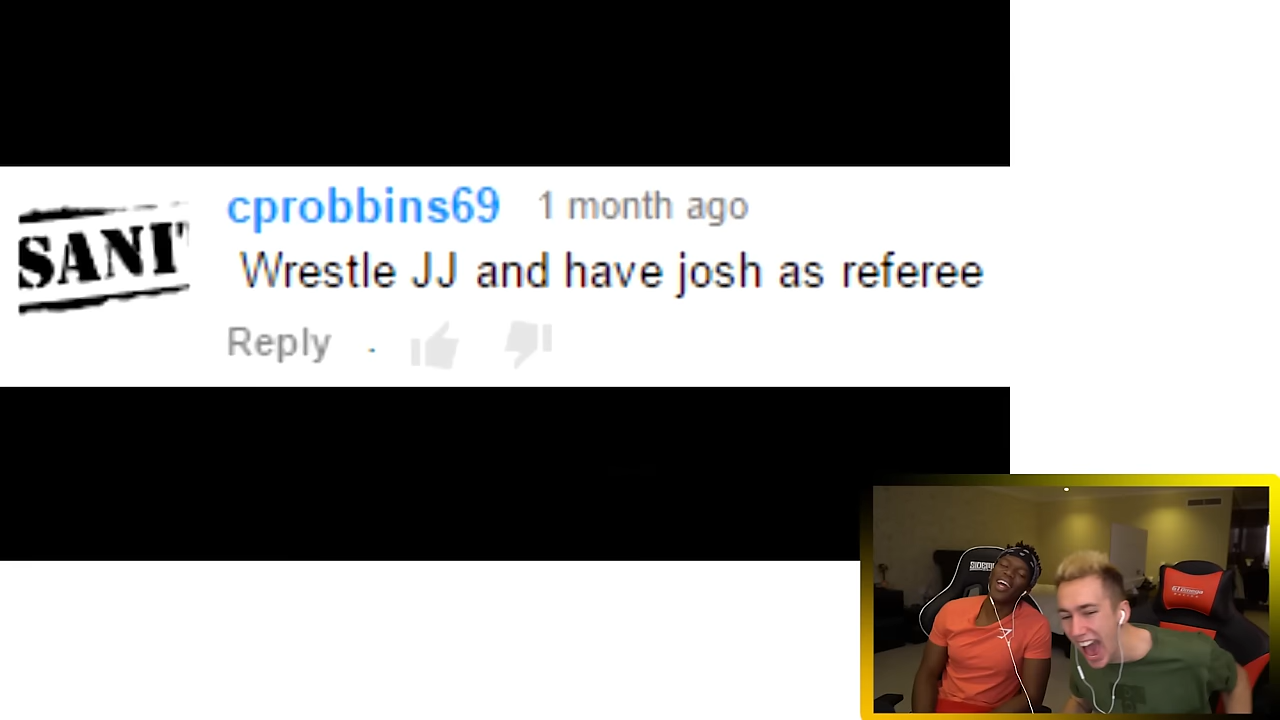 SANI
cprobbins69 1 month ago
Wrestle JJ and have josh as referee
Reply